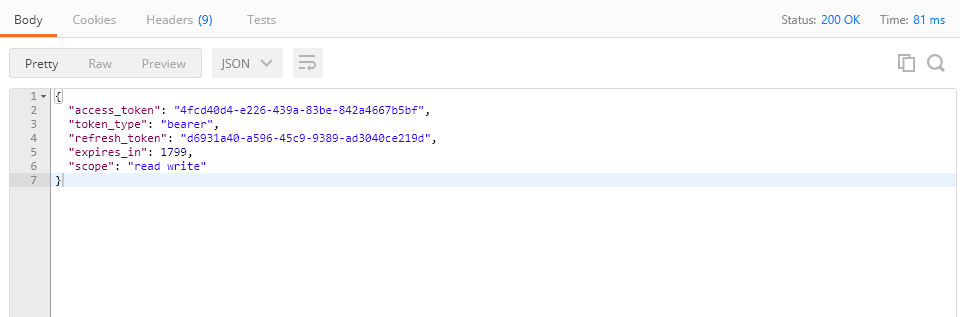 Body Cookies Headers (9) Tests Status: 200 OK Time: 81 ms
Pretty Raw Preview JSON
1 {
2 "access_token": "4fcd40d4-e226-439a-83be-842a4667b5bf",
3 "token_type": "bearer",
4 "refresh_token": "d6931a40-a596-45c9-9389-ad3040ce219d",
5 "expires_in": 1799,
6 "scope": "read write"
7 }